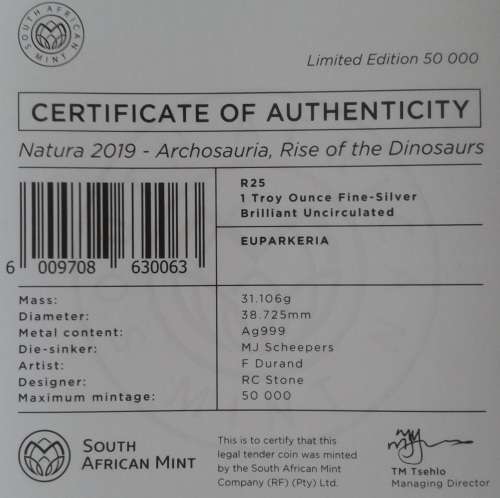 SOUTH AFRICAN MINT
Limited Edition 50 000
CERTIFICATE OF AUTHENTICITY
Natura 2019 - Archosauria, Rise of the Dinosaurs
R25
1 Troy Ounce Fine-Silver
Brilliant Uncirculated
EUPARKERIA
6 009708 630063
Mass: 31.106g
Diameter: 38.725mm
Metal content: Ag999
Die-sinker: MJ Scheepers
Artist: F Durand
Designer: RC Stone
Maximum mintage: 50 000
SOUTH
AFRICAN MINT
This is to certify that this
legal tender coin was minted
by the South African Mint
Company (RF) (Pty) Ltd.
TM Tsehlo
Managing Director